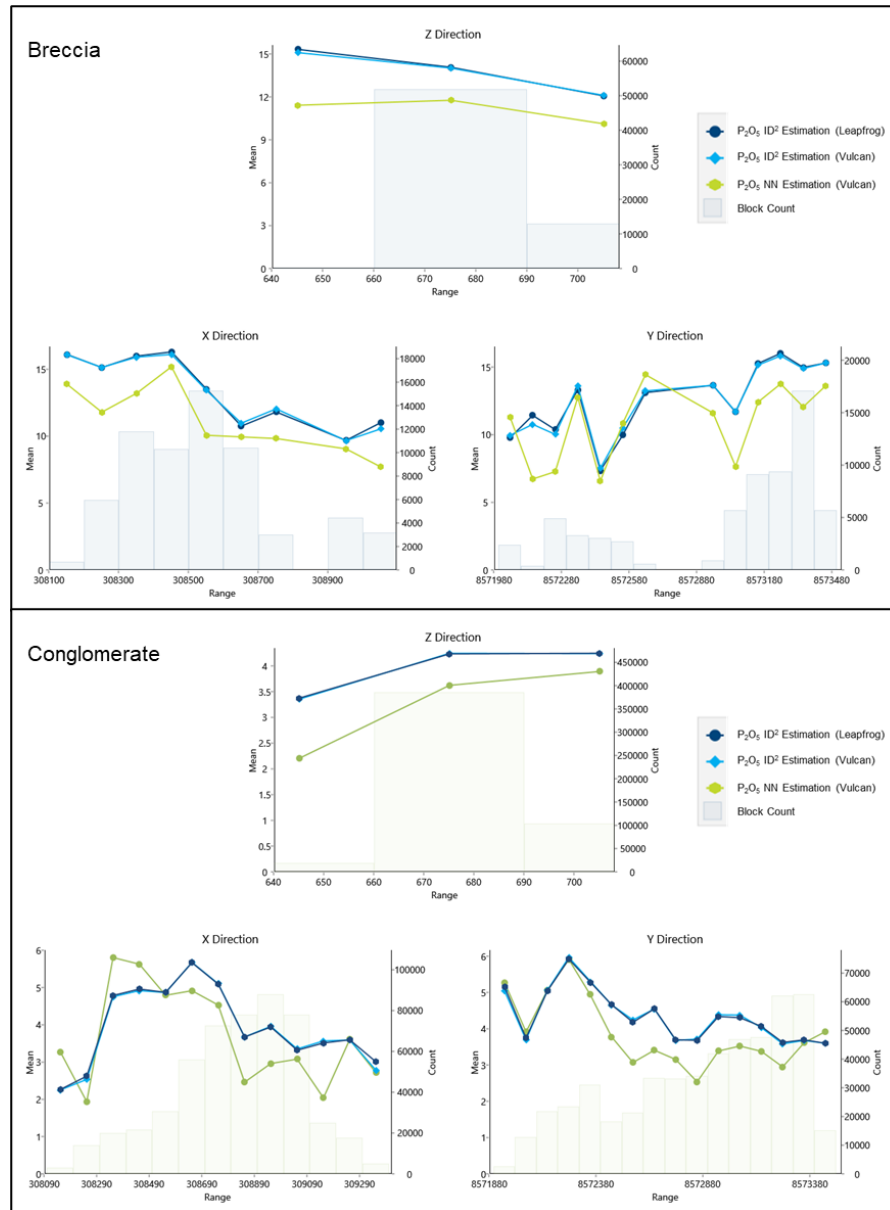 Breccia
Z Direction
15
12
9
6
3
0
Mean
60000
50000
40000
30000
20000
10000
0
Count
640 650 660 670 680 690 700
Range
P₂O₅ ID² Estimation (Leapfrog)
P₂O₅ ID² Estimation (Vulcan)
P₂O₅ NN Estimation (Vulcan)
Block Count
X Direction
15
10
5
0
Mean
18000
16000
14000
12000
10000
8000
6000
4000
2000
0
Count
308100 308300 308500 308700 308900
Range
Y Direction
15
10
5
0
Mean
20000
15000
10000
5000
0
Count
8571980 8572280 8572580 8572880 8573180 8573480
Range
Conglomerate
Z Direction
4
3.5
3
2.5
2
1.5
1
0.5
0
Mean
450000
400000
350000
300000
250000
200000
150000
100000
50000
0
Count
640 650 660 670 680 690 700
Range
P₂O₅ ID² Estimation (Leapfrog)
P₂O₅ ID² Estimation (Vulcan)
P₂O₅ NN Estimation (Vulcan)
Block Count
X Direction
6
5
4
3
2
1
0
Mean
100000
80000
60000
40000
20000
0
Count
308090 308290 308490 308690 308890 309090 309290
Range
Y Direction
6
5
4
3
2
1
0
Mean
70000
60000
50000
40000
30000
20000
10000
0
Count
8571880 8572380 8572880 8573380
Range